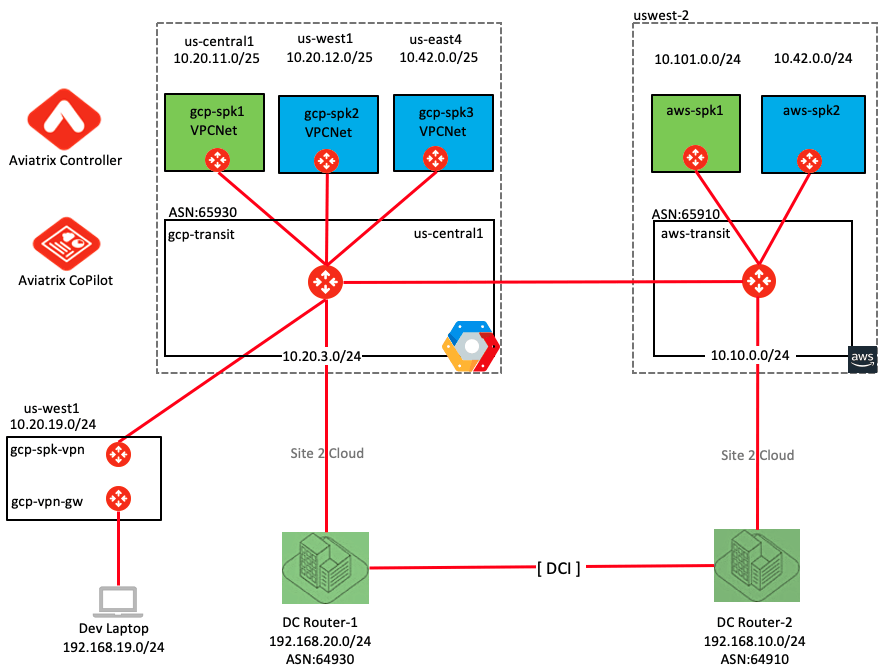 uswest-2
us-central1
10.20.11.0/25
us-west1
10.20.12.0/25
us-east4
10.42.0.0/25
10.101.0.0/24
10.42.0.0/24
gcp-spk1
VPCNet
gcp-spk2
VPCNet
gcp-spk3
VPCNet
aws-spk1
aws-spk2
Aviatrix Controller
ASN:65930
gcp-transit
us-central1
ASN:65910
aws-transit
Aviatrix CoPilot
10.20.3.0/24
10.10.0.0/24
aws
us-west1
10.20.19.0/24
gcp-spk-vpn
gcp-vpn-gw
Site 2 Cloud
Site 2 Cloud
[ DCI ]
Dev Laptop
192.168.19.0/24
DC Router-1
192.168.20.0/24
ASN:64930
DC Router-2
192.168.10.0/24
ASN:64910